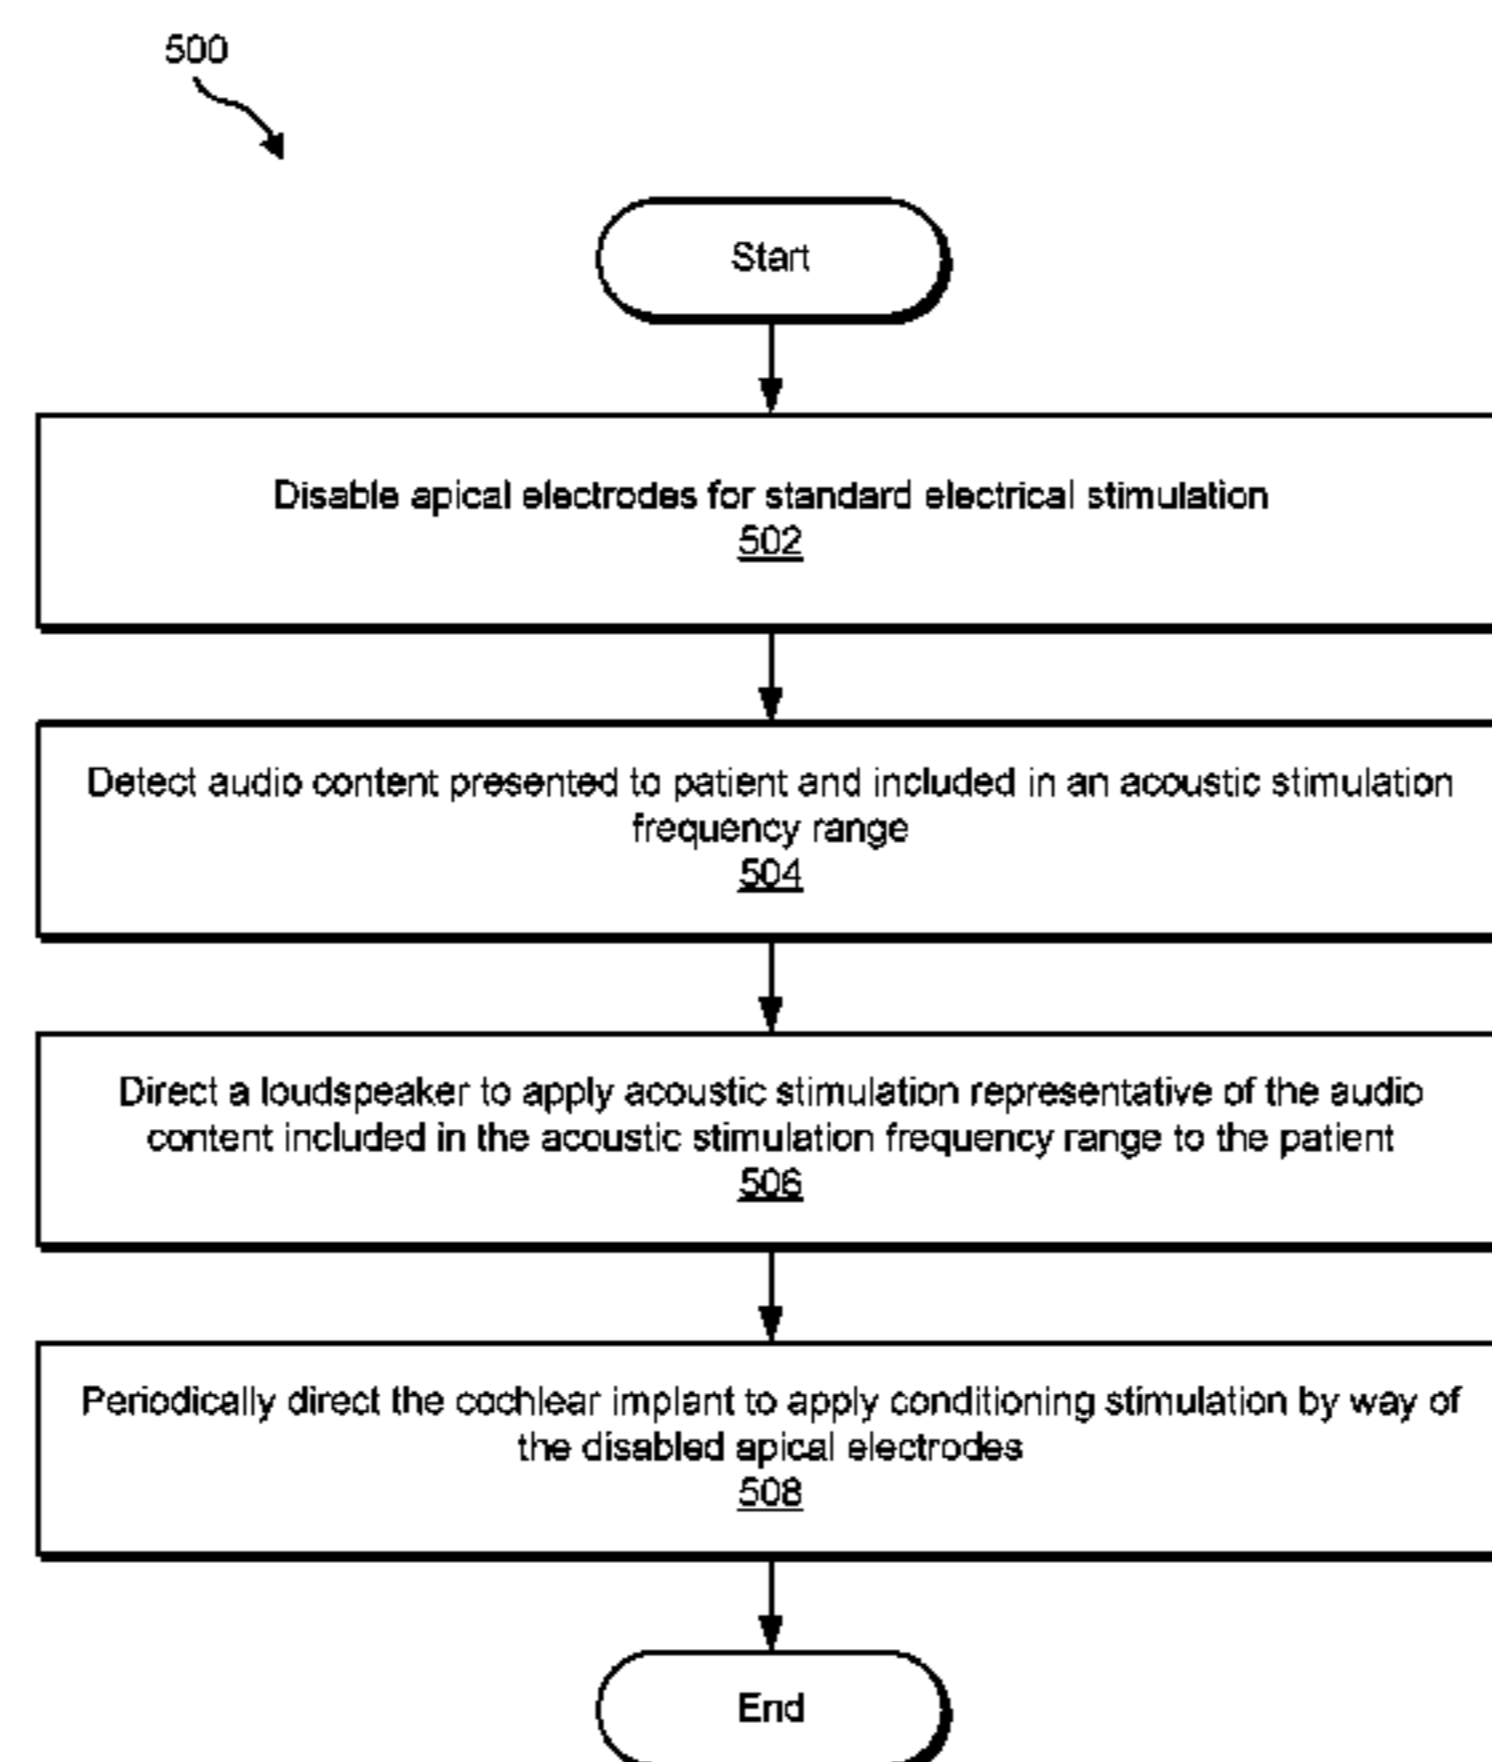 500
Start
Disable apical electrodes for standard electrical stimulation
502
Detect audio content presented to patient and included in an acoustic stimulation
frequency range
504
Direct a loudspeaker to apply acoustic stimulation representative of the audio
content included in the acoustic stimulation frequency range to the patient
506
Periodically direct the cochlear implant to apply conditioning stimulation by way of
the disabled apical electrodes
508
End